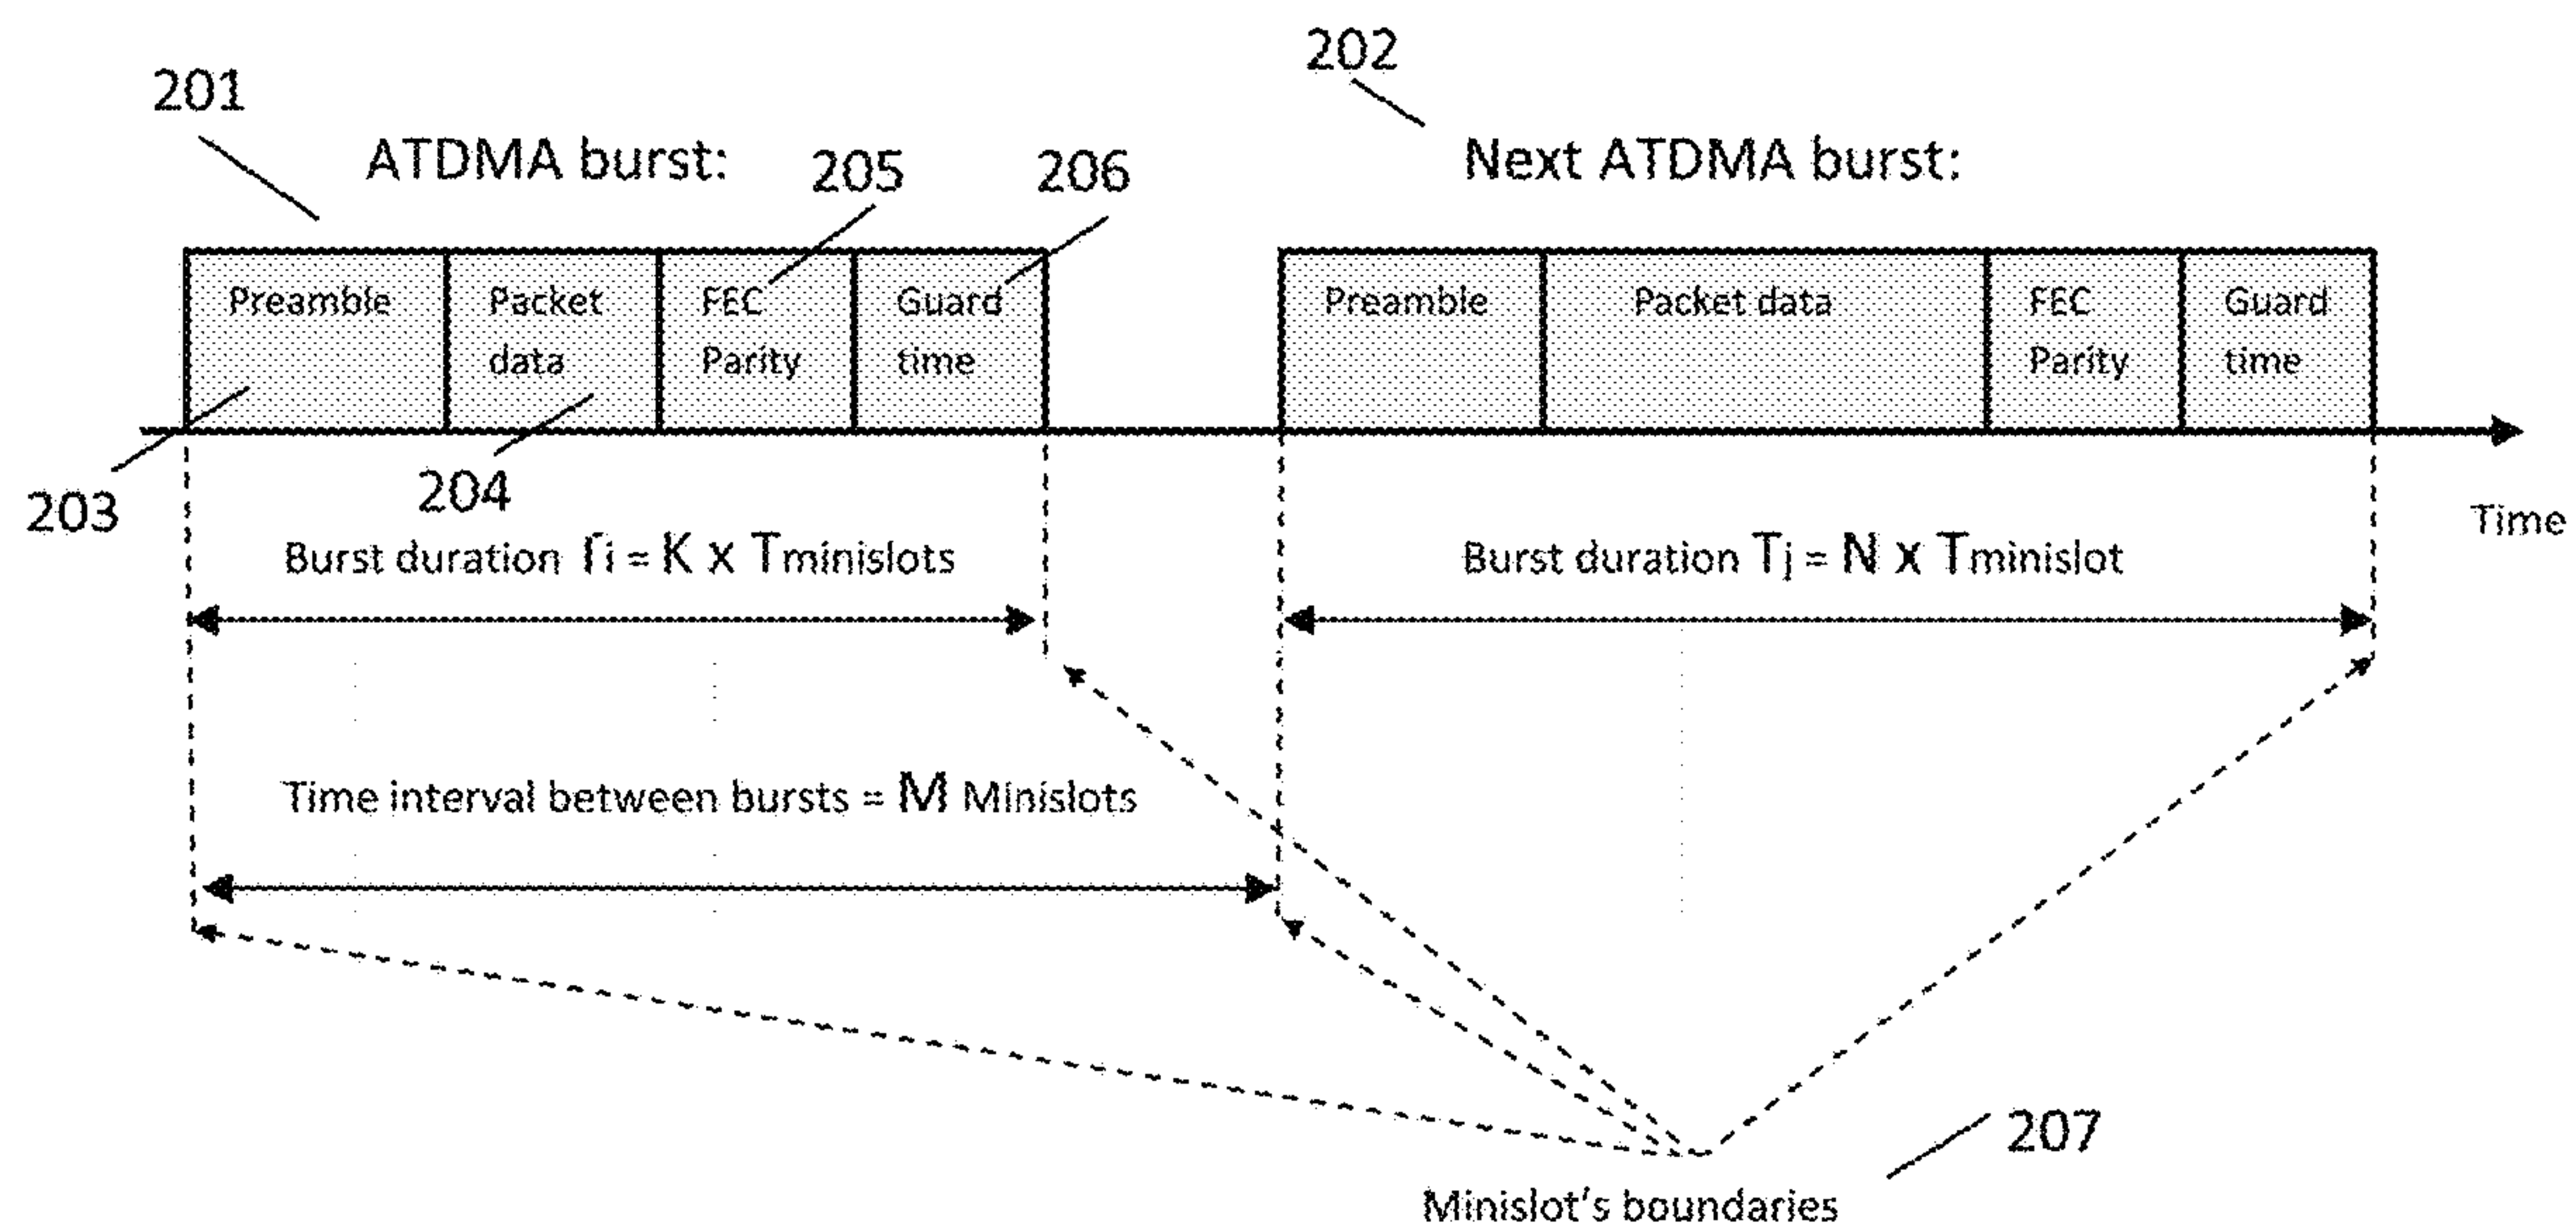 202
201
ATDMA burst:
205
206
Next ATDMA burst:
Preamble
Packet
data
FEC
Parity
Guard
time
Preamble
Packet data
FEC
Parity
Guard
time
203
204
Time
Burst duration Ti = K x Tminislots
Burst duration Tj = N x Tminislot
Time interval between bursts = M Minislots
207
Minislot's boundaries